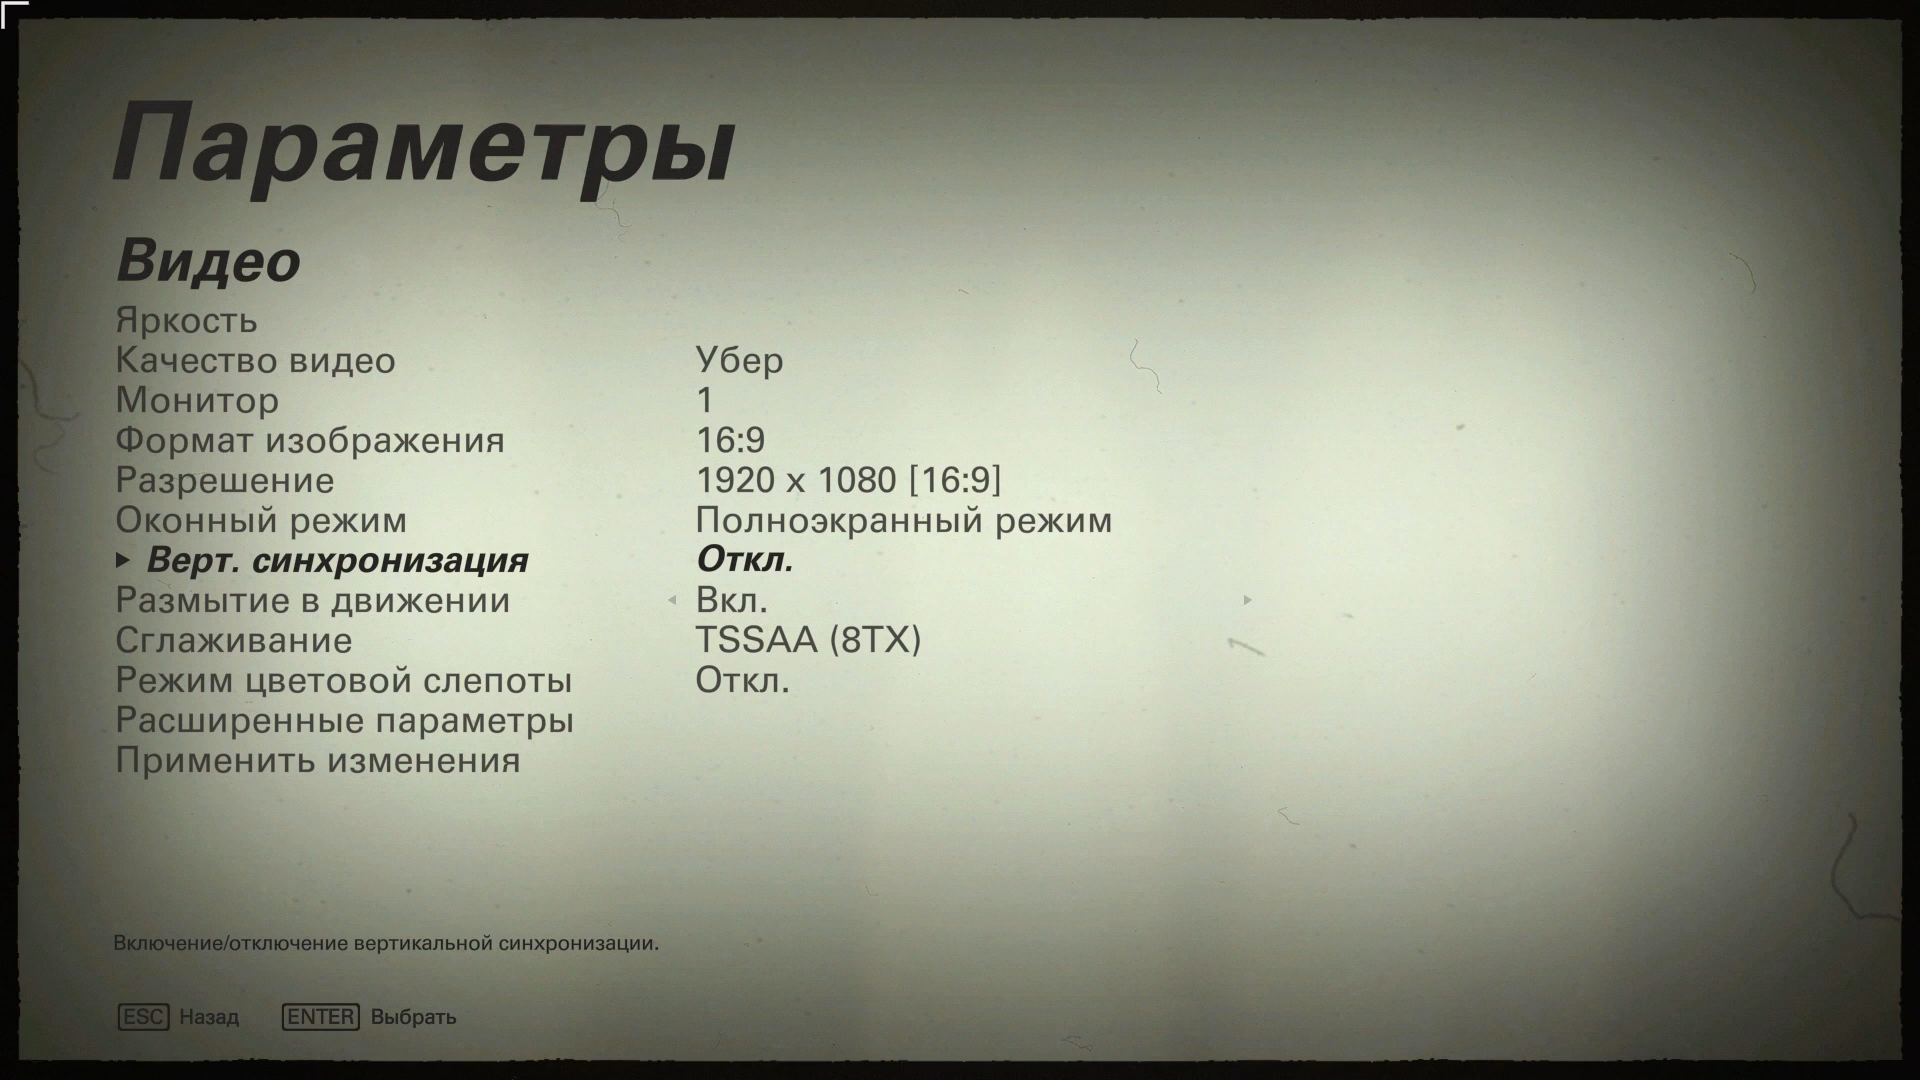 Параметры
Видео
Яркость
Качество видео Убер
Монитор 1
Формат изображения 16:9
Разрешение 1920 x 1080 [16:9]
Оконный режим Полноэкранный режим
Верт. синхронизация Откл.
Размытие в движении Вкл.
Сглаживание TSSAA (8TX)
Режим цветовой слепоты Откл.
Расширенные параметры
Применить изменения
Включение/отключение вертикальной синхронизации.
ESC Назад ENTER Выбрать